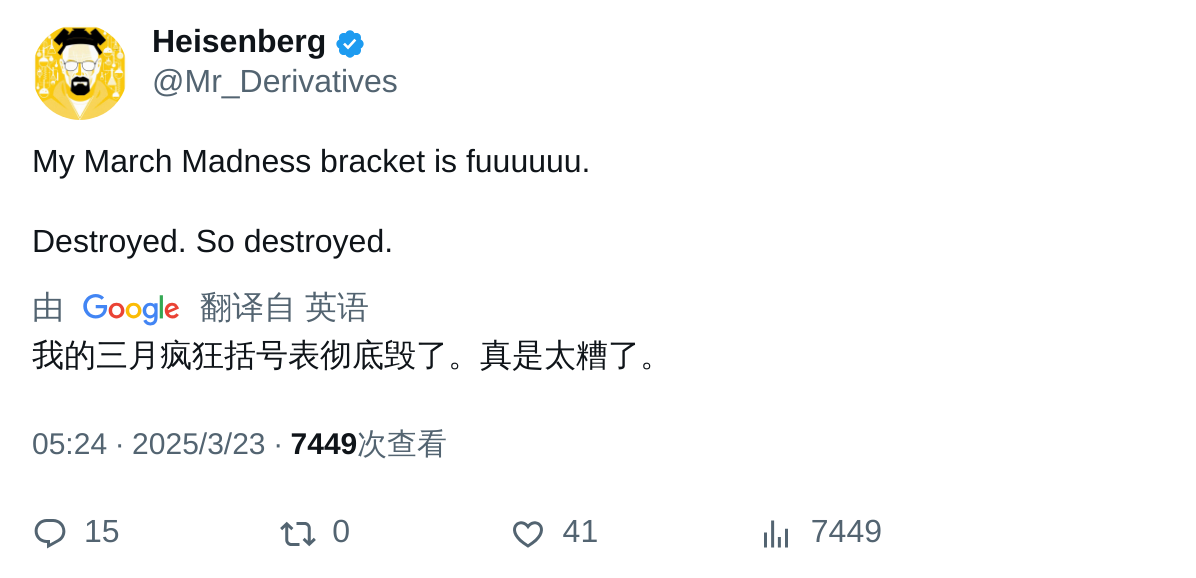 Heisenberg
@Mr_Derivatives
My March Madness bracket is fuuuuuu.
Destroyed. So destroyed.
由 Google 翻译自 英语
我的三月疯狂括号表彻底毁了。真是太糟了。
05:24 · 2025/3/23 · 7449次查看
15 0 41 7449